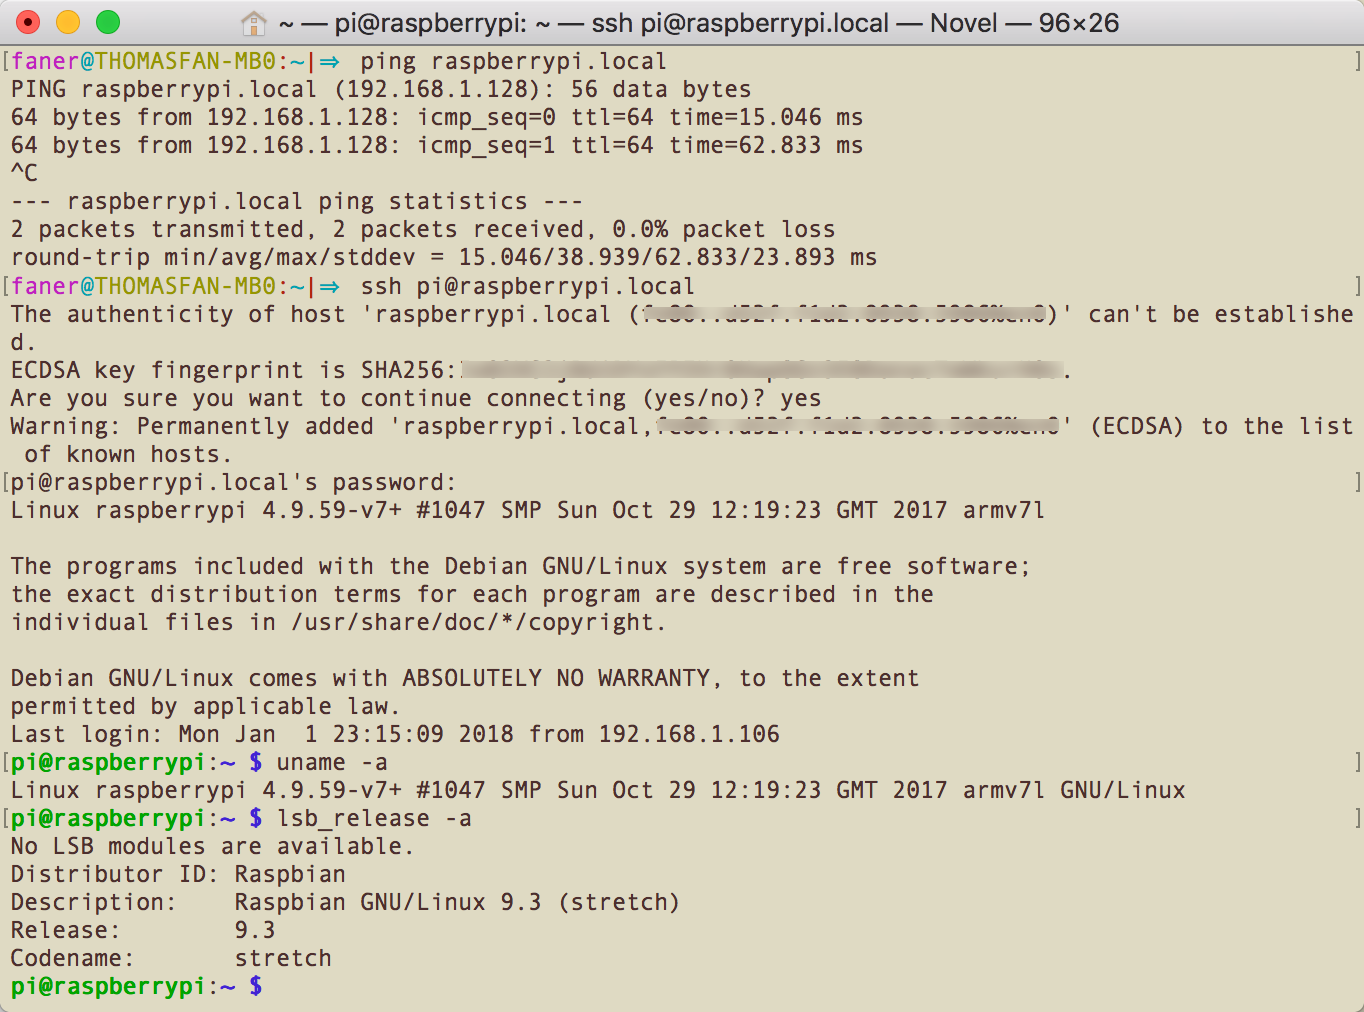 ~ — pi@raspberrypi: ~ — ssh pi@raspberrypi.local — Novel — 96×26
[faner@THOMASFAN-MB0:~|⇒ ping raspberrypi.local ]
PING raspberrypi.local (192.168.1.128): 56 data bytes
64 bytes from 192.168.1.128: icmp_seq=0 ttl=64 time=15.046 ms
64 bytes from 192.168.1.128: icmp_seq=1 ttl=64 time=62.833 ms
^C
--- raspberrypi.local ping statistics ---
2 packets transmitted, 2 packets received, 0.0% packet loss
round-trip min/avg/max/stddev = 15.046/38.939/62.833/23.893 ms
[faner@THOMASFAN-MB0:~|⇒ ssh pi@raspberrypi.local ]
The authenticity of host 'raspberrypi.local ()' can't be establishe
d.
ECDSA key fingerprint is SHA256:.
Are you sure you want to continue connecting (yes/no)? yes
Warning: Permanently added 'raspberrypi.local,' (ECDSA) to the list
of known hosts.
[pi@raspberrypi.local's password: ]
Linux raspberrypi 4.9.59-v7+ #1047 SMP Sun Oct 29 12:19:23 GMT 2017 armv7l
The programs included with the Debian GNU/Linux system are free software;
the exact distribution terms for each program are described in the
individual files in /usr/share/doc/*/copyright.
Debian GNU/Linux comes with ABSOLUTELY NO WARRANTY, to the extent
permitted by applicable law.
Last login: Mon Jan  1 23:15:09 2018 from 192.168.1.106
[pi@raspberrypi:~ $ uname -a ]
Linux raspberrypi 4.9.59-v7+ #1047 SMP Sun Oct 29 12:19:23 GMT 2017 armv7l GNU/Linux
[pi@raspberrypi:~ $ lsb_release -a ]
No LSB modules are available.
Distributor ID: Raspbian
Description: Raspbian GNU/Linux 9.3 (stretch)
Release: 9.3
Codename: stretch
pi@raspberrypi:~ $